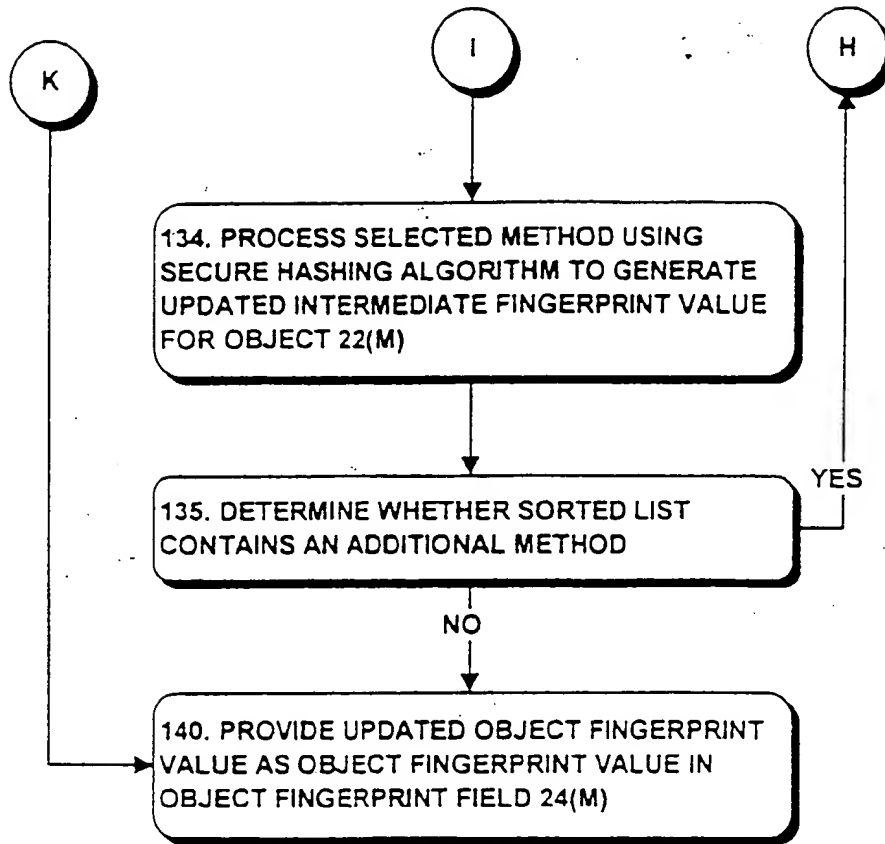 K
I
H
134. PROCESS SELECTED METHOD USING
SECURE HASHING ALGORITHM TO GENERATE
UPDATED INTERMEDIATE FINGERPRINT VALUE
FOR OBJECT 22(M)
YES
135. DETERMINE WHETHER SORTED LIST
CONTAINS AN ADDITIONAL METHOD
NO
140. PROVIDE UPDATED OBJECT FINGERPRINT
VALUE AS OBJECT FINGERPRINT VALUE IN
OBJECT FINGERPRINT FIELD 24(M)